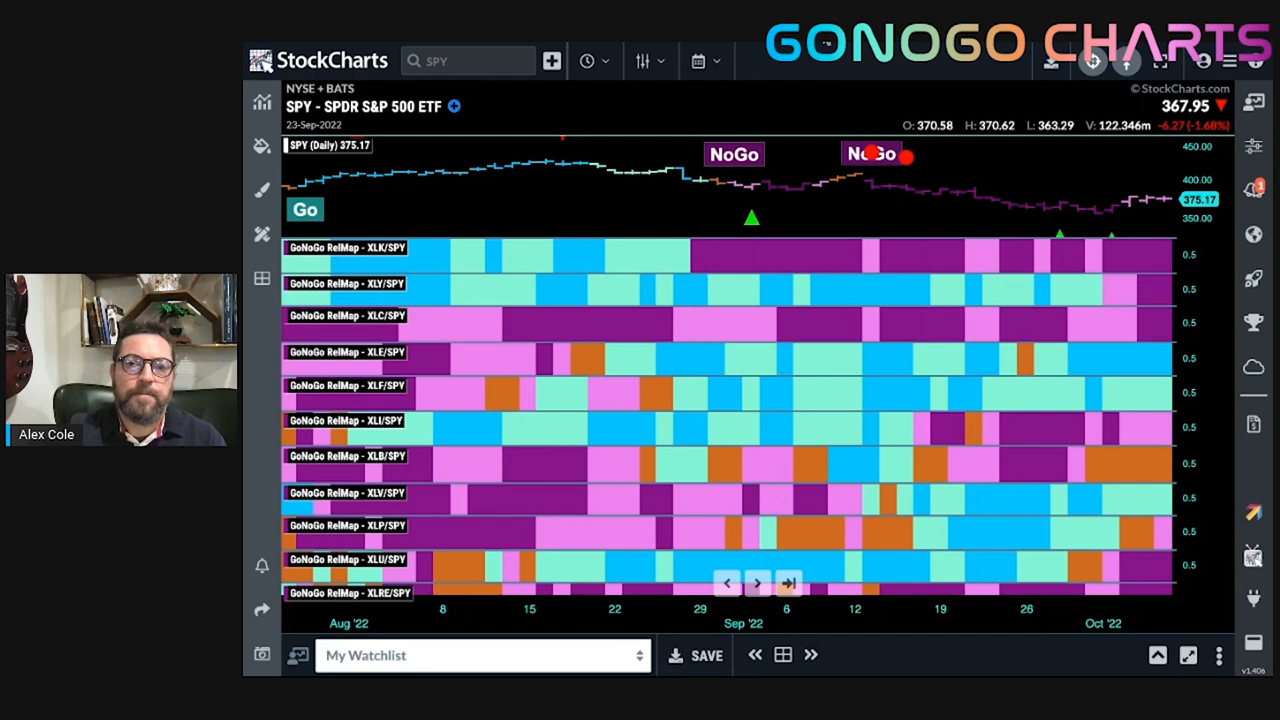 GONOGO CHARTS
StockCharts
SPY
NYSE + BATS
© StockCharts.com
SPY - SPDR S&P 500 ETF
367.95
23-Sep-2022
O: 370.58 H: 370.62 L: 363.29 V: 122.346m -6.27 (-1.68%)
SPY (Daily) 375.17
NoGo
NoGo
450.00
400.00
375.17
350.00
Go
GoNoGo RelMap - XLK/SPY
0.5
GoNoGo RelMap - XLY/SPY
0.5
GoNoGo RelMap - XLC/SPY
0.5
GoNoGo RelMap - XLE/SPY
0.5
GoNoGo RelMap - XLF/SPY
0.5
GoNoGo RelMap - XLI/SPY
0.5
GoNoGo RelMap - XLB/SPY
0.5
GoNoGo RelMap - XLV/SPY
0.5
GoNoGo RelMap - XLP/SPY
0.5
GoNoGo RelMap - XLU/SPY
0.5
GoNoGo RelMap - XLRE/SPY
8 15 22 29 6 12 19 26
Aug '22 Sep '22 Oct '22
My Watchlist
SAVE
1
v1.406
Alex Cole